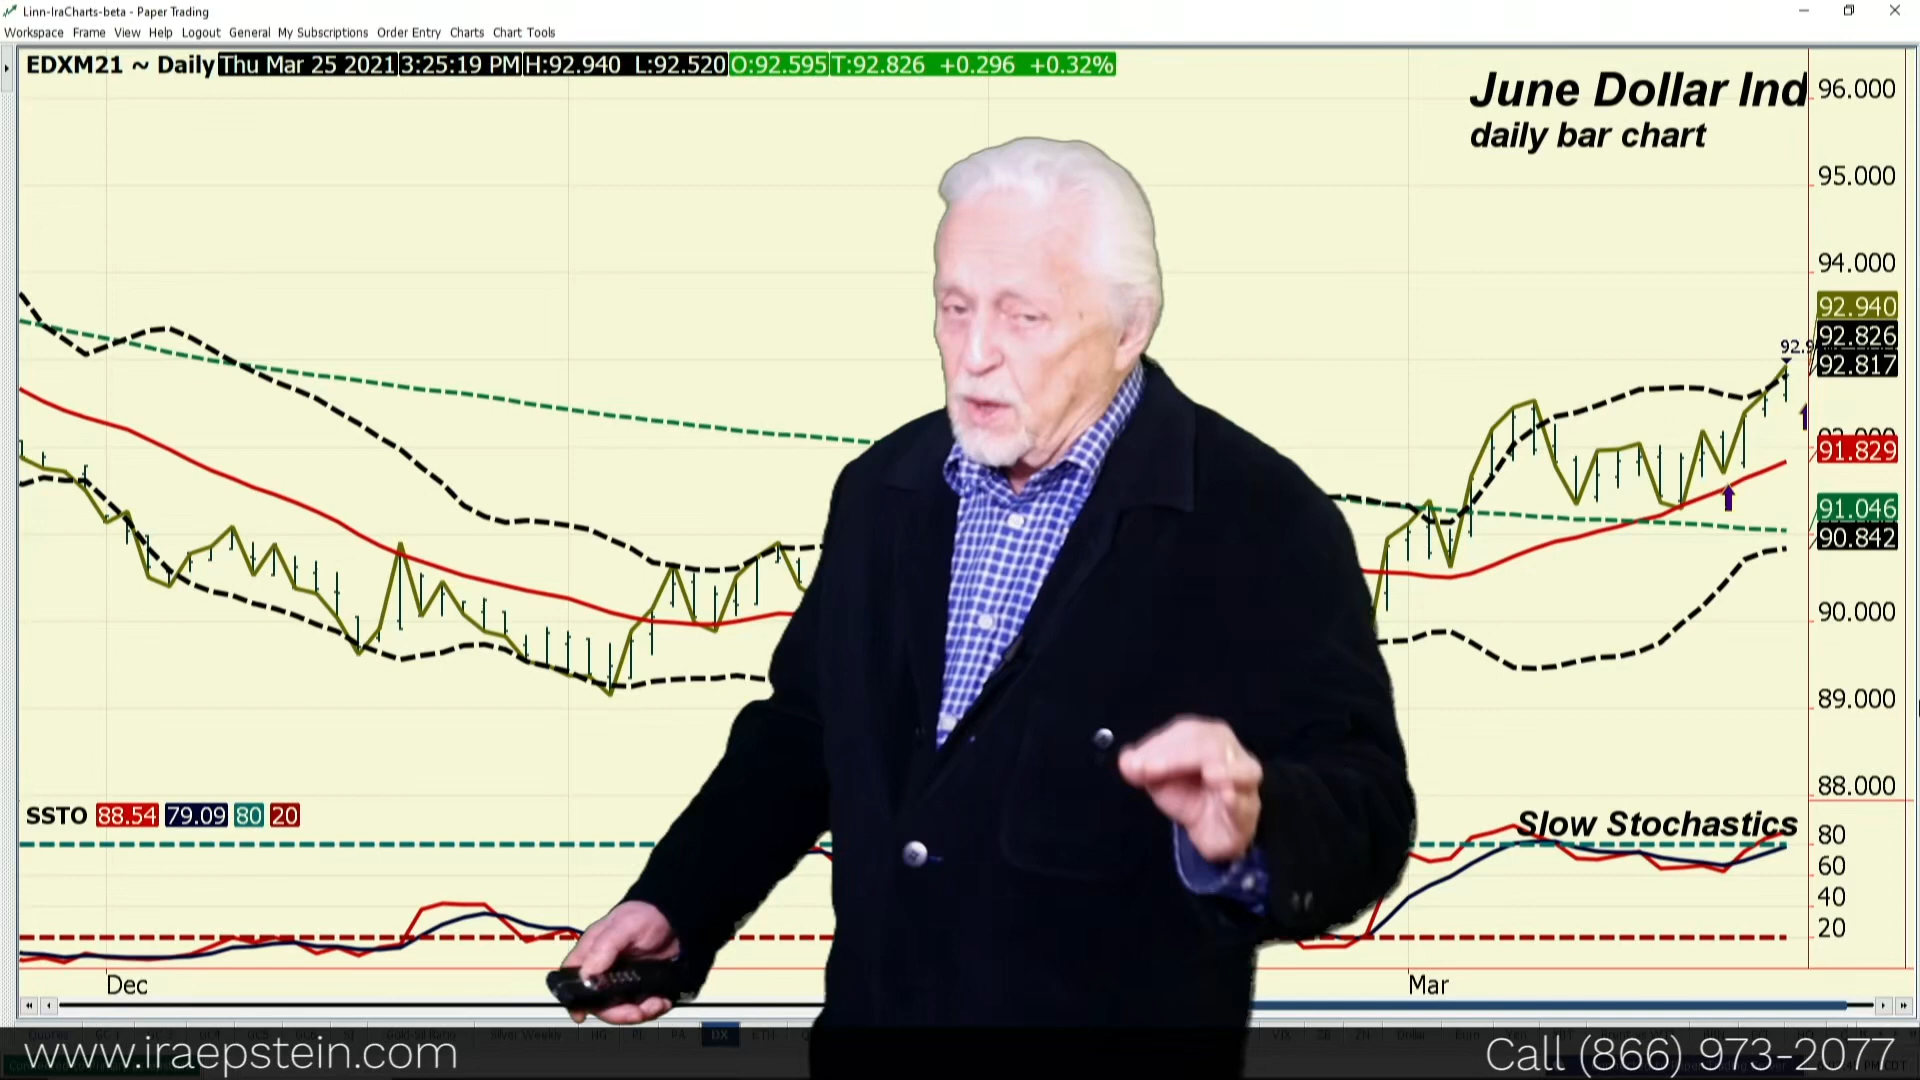 Linn-IraCharts-beta - Paper Trading
Workspace Frame View Help Logout General My Subscriptions Order Entry Charts Chart Tools
EDXM21 ~ Daily Thu Mar 25 2021 3:25:19 PM H:92.940 L:92.520 O:92.595 T:92.826 +0.296 +0.32%
June Dollar Ind
daily bar chart
96.000
95.000
94.000
92.940
92.826
92.9
92.817
91.829
91.046
90.842
90.000
89.000
88.000
SSTO 88.54 79.09 80 20
Slow Stochastics
80
60
40
20
Dec
Mar
DX
www.iraepstein.com
Call (866) 973-2077